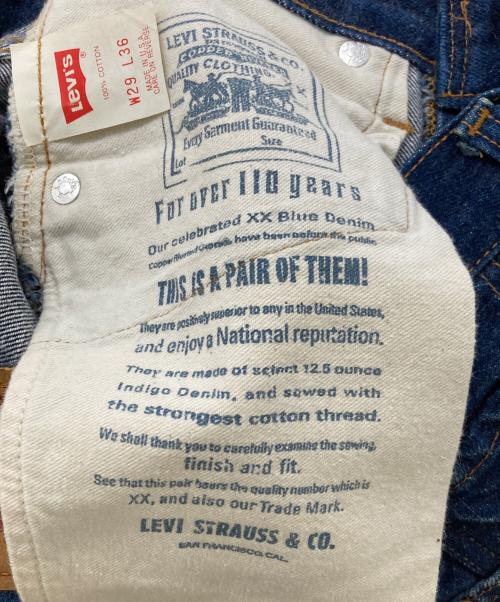 Levi's®
100% COTTON
W29 L36
MADE IN U.S.A.
CARE ON REVERSE
LEVI STRAUSS & CO.
QUALITY CLOTHING
Every Garment Guaranteed
Lot
Size
For over 110 years
Our celebrated XX Blue Denim
Copper Riveted Overalls have been before the public
THIS IS A PAIR OF THEM!
They are positively superior to any in the United States,
and enjoy a National reputation.
They are made of select 12.5 ounce
Indigo Denim, and sewed with
the strongest cotton thread.
We shall thank you to carefully examine the sewing,
finish and fit.
See that this pair bears the quality number which is
XX, and also our Trade Mark.
LEVI STRAUSS & CO.
SAN FRANCISCO, CAL.